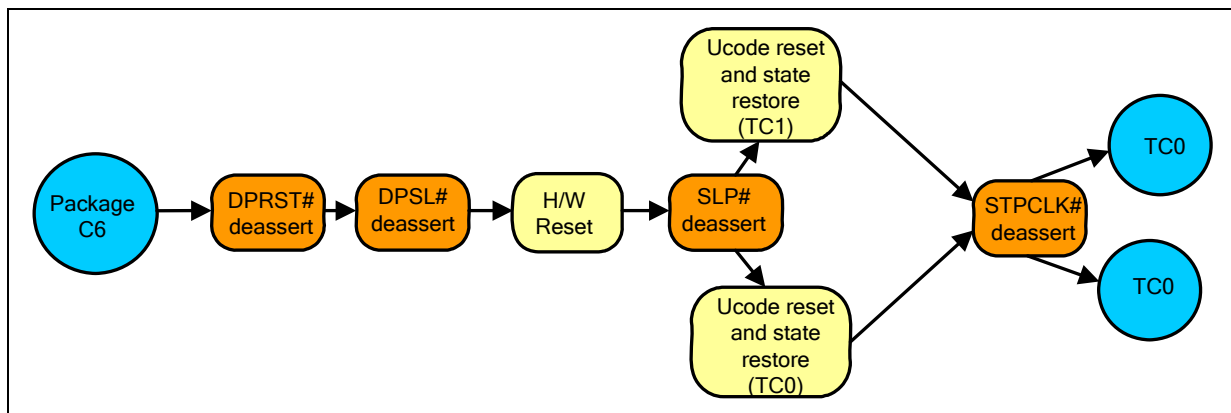 Package
C6
DPRST#
deassert
DPSL#
deassert
H/W
Reset
SLP#
deassert
Ucode reset
and state
restore
(TC1)
Ucode reset
and state
restore
(TC0)
STPCLK#
deassert
TC0
TC0